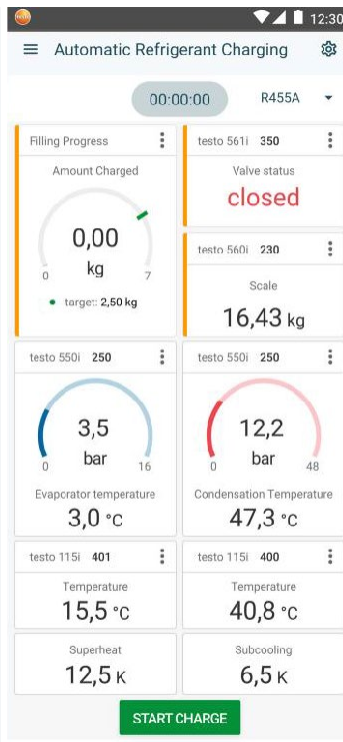 testo
12:30
Automatic Refrigerant Charging
00:00:00
R455A
Filling Progress
Amount Charged
0,00
kg
0
7
target: 2,50 kg
testo 561i 350
Valve status
closed
testo 560i 230
Scale
16,43 kg
testo 550i 250
3,5
bar
0
16
Evaporator temperature
3,0 °C
testo 550i 250
12,2
bar
0
48
Condensation Temperature
47,3 °C
testo 115i 401
Temperature
15,5 °C
testo 115i 400
Temperature
40,8 °C
Superheat
12,5 K
Subcooling
6,5 K
START CHARGE